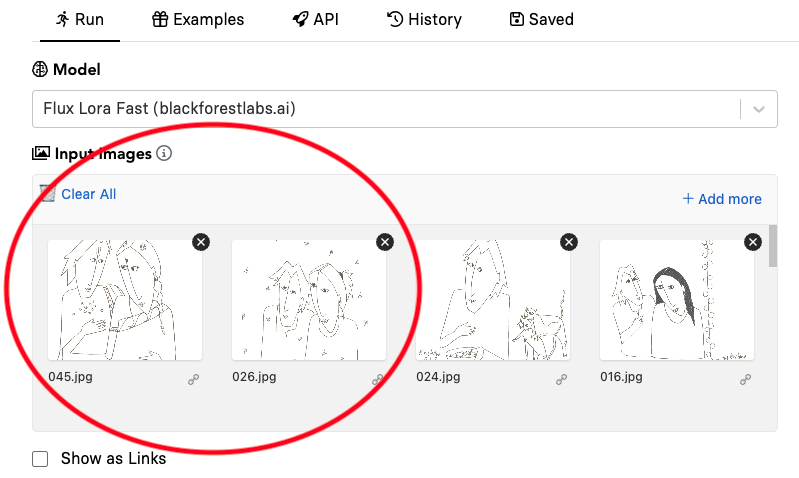 Run Examples API History Saved
Model
Flux Lora Fast (blackforestlabs.ai)
Input Images
Clear All
+ Add more
045.jpg 026.jpg 024.jpg 016.jpg
Show as Links